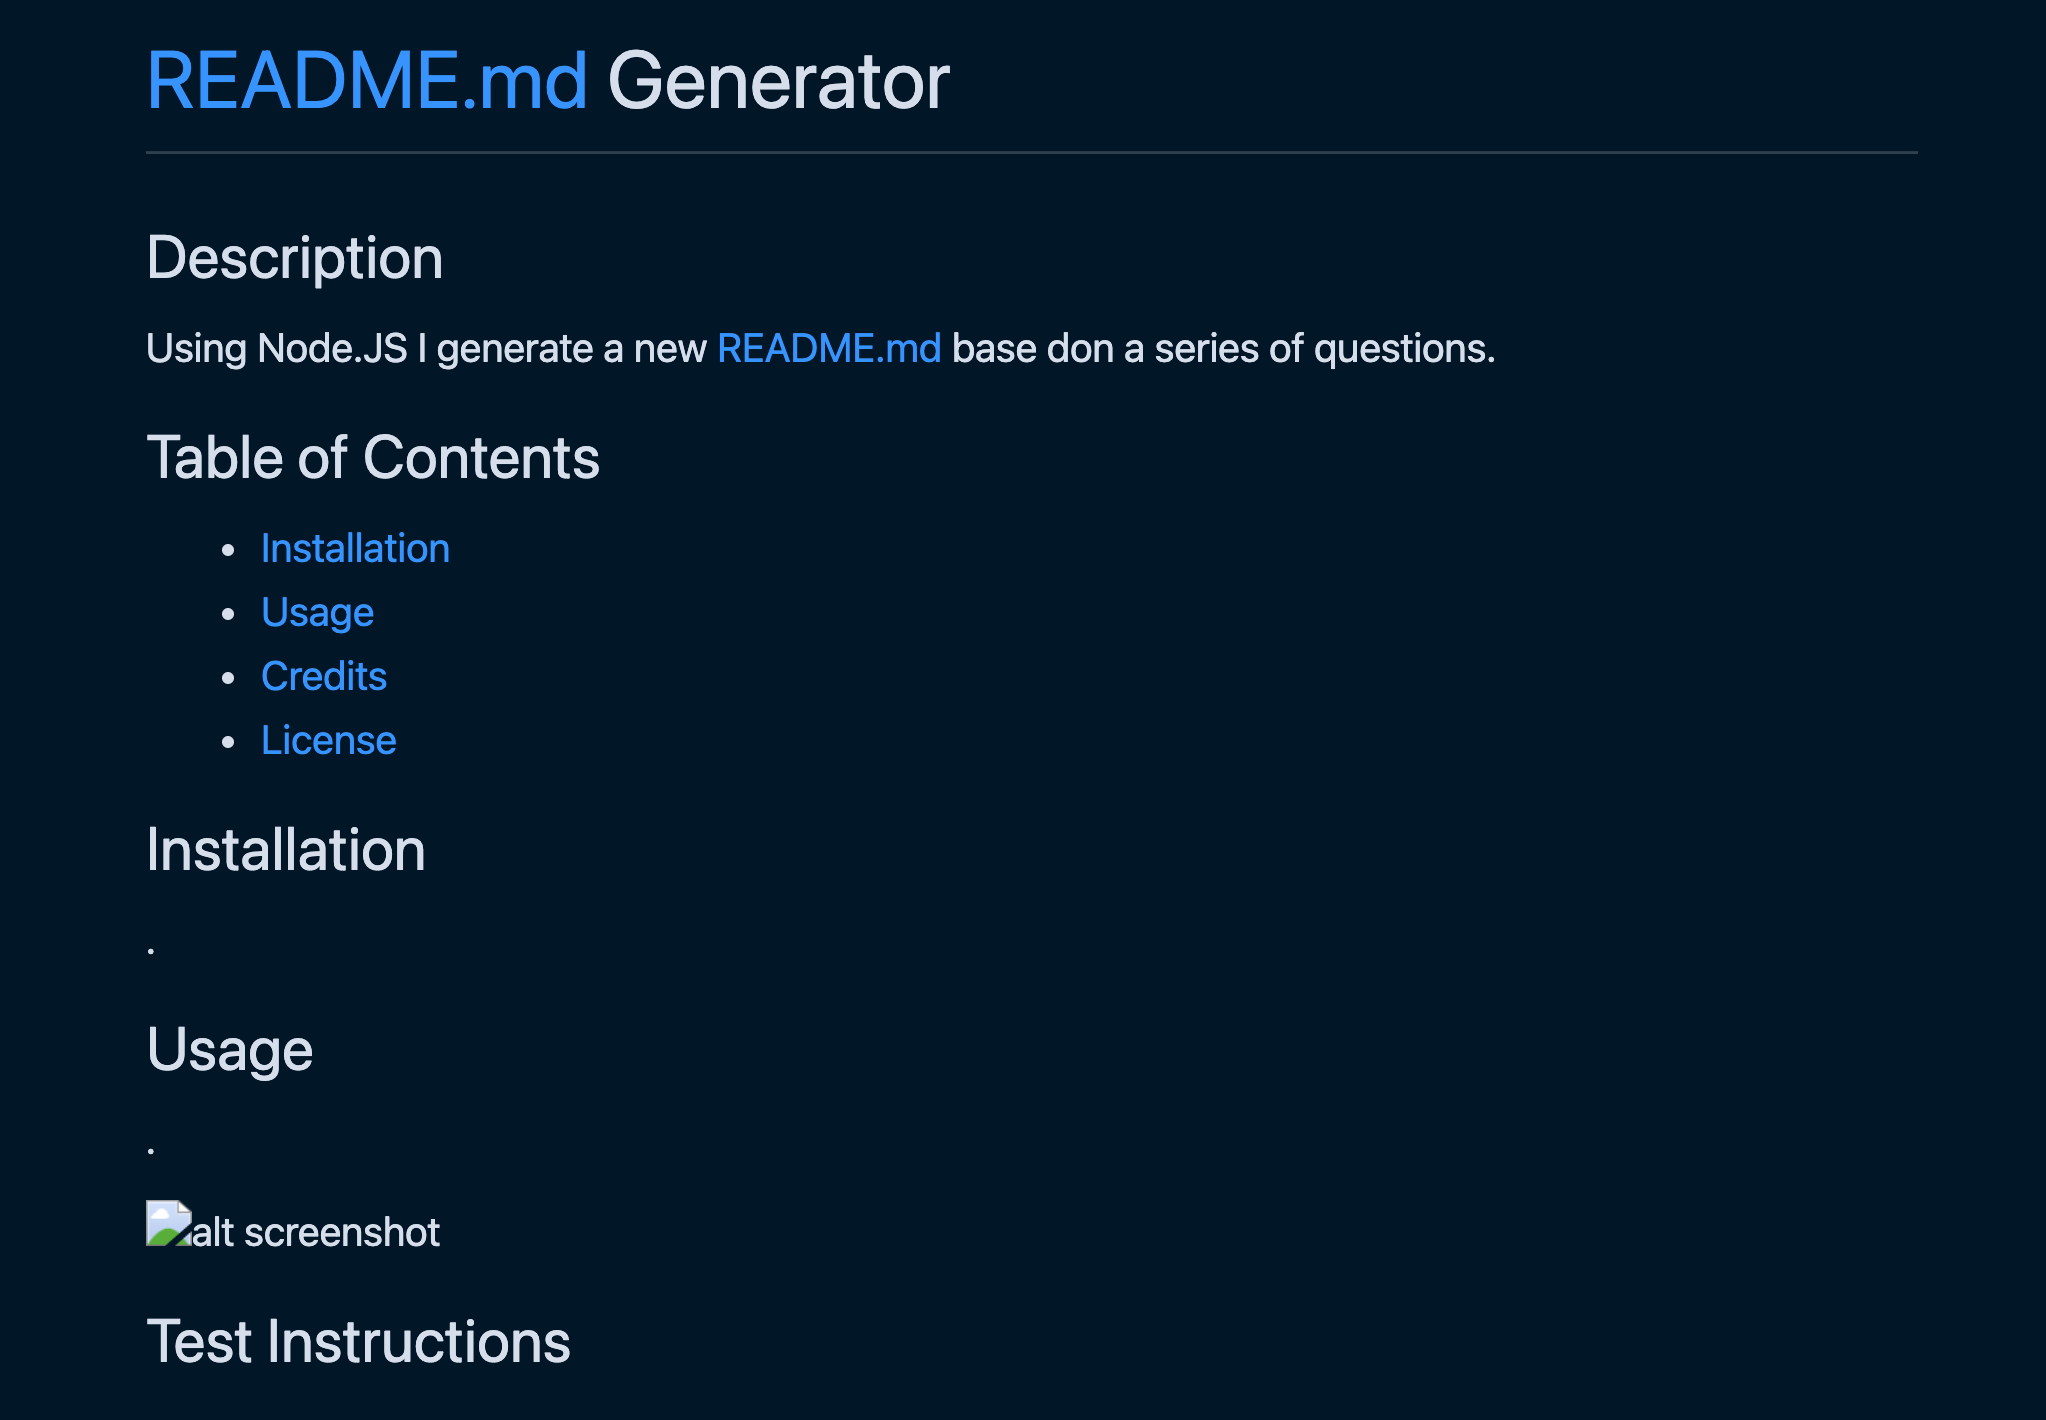 README.md Generator
Description
Using Node.JS I generate a new README.md base don a series of questions.
Table of Contents
• Installation
• Usage
• Credits
• License
Installation
.
Usage
.
alt screenshot
Test Instructions